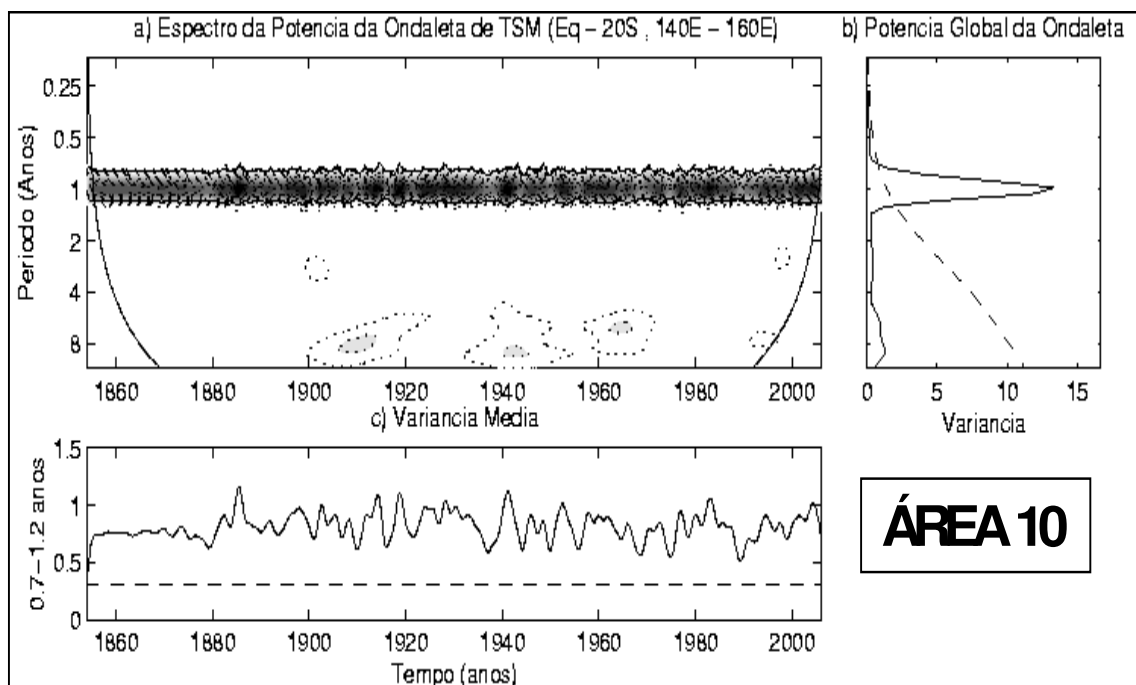 a) Espectro da Potencia da Ondaleta de TSM (Eq – 20S , 140E – 160E)
b) Potencia Global da Ondaleta
Periodo (Anos)
0.25
0.5
1
2
4
8
1860 1880 1900 1920 1940 1960 1980 2000
0 5 10 15
Variancia
c) Variancia Media
0.7–1.2 anos
1.5
1
0.5
0
1860 1880 1900 1920 1940 1960 1980 2000
Tempo (anos)
ÁREA 10